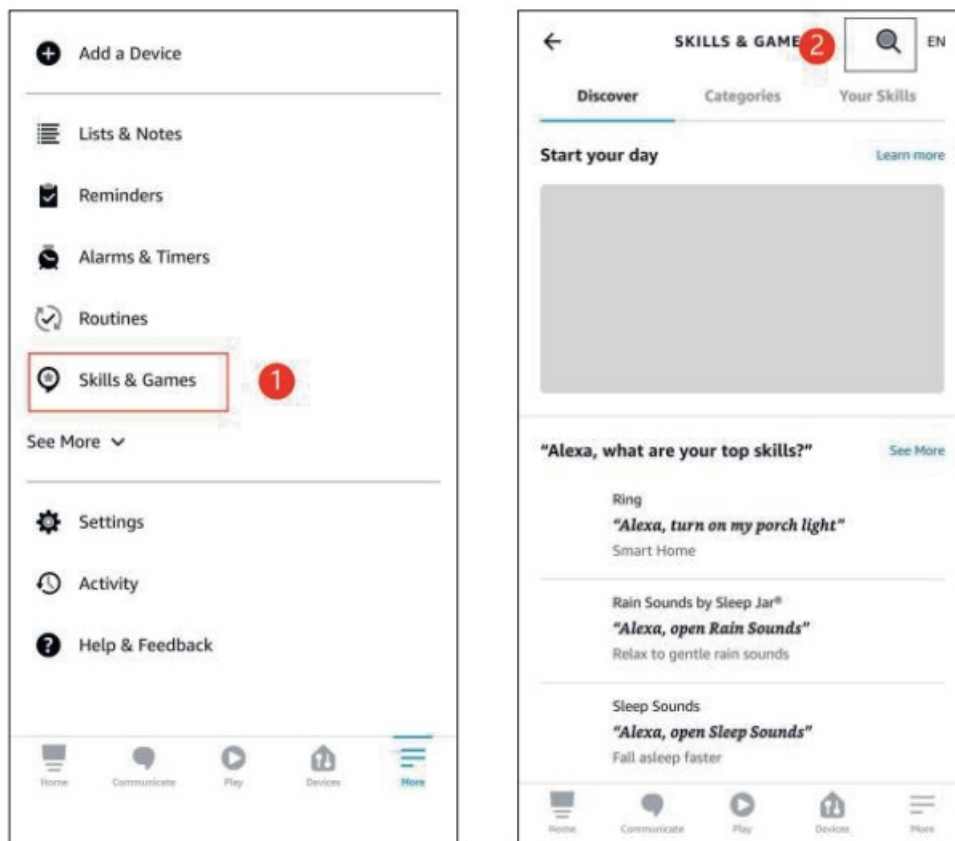 Add a Device
Lists & Notes
Reminders
Alarms & Timers
Routines
Skills & Games
1
See More
Settings
Activity
Help & Feedback
Home Communicate Play Devices More
SKILLS & GAME 2 EN
Discover Categories Your Skills
Start your day Learn more
“Alexa, what are your top skills?” See More
Ring
“Alexa, turn on my porch light”
Smart Home
Rain Sounds by Sleep Jar®
“Alexa, open Rain Sounds”
Relax to gentle rain sounds
Sleep Sounds
“Alexa, open Sleep Sounds”
Fall asleep faster
Home Communicate Play Devices More